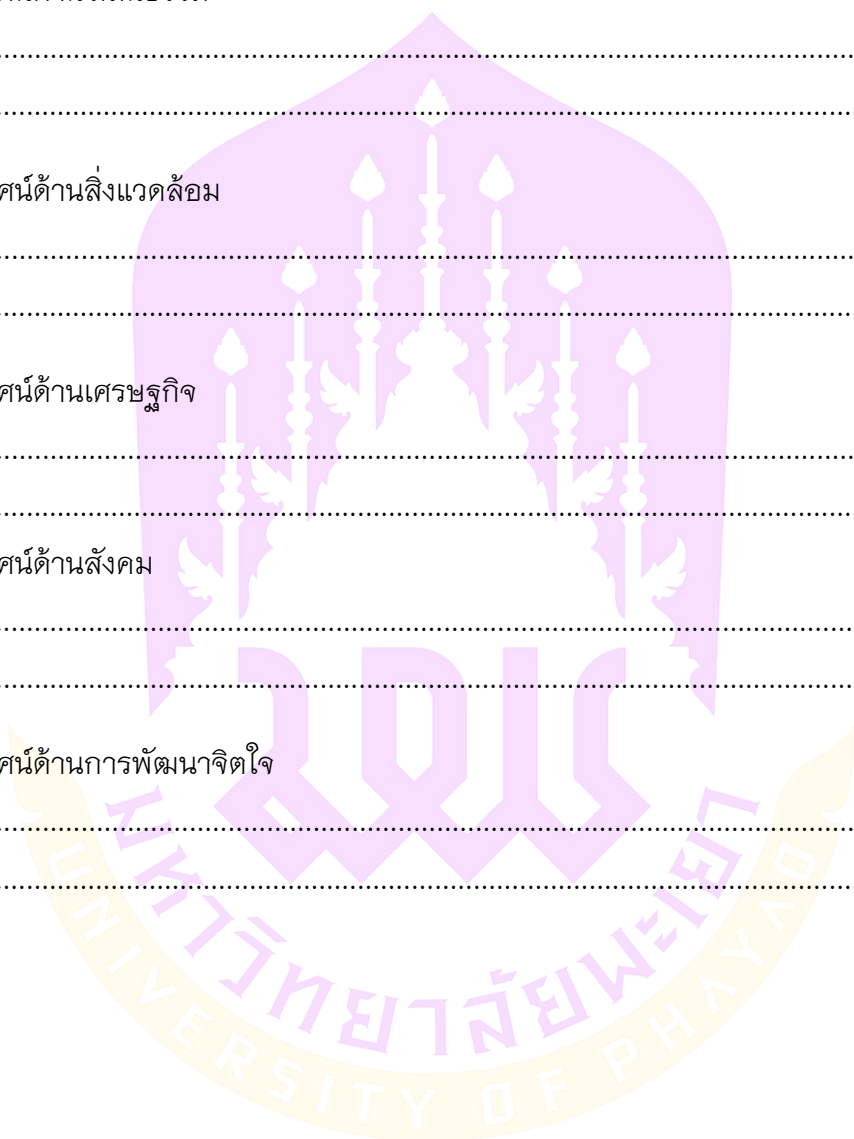 ศน์ด้านสิ่งแวดล้อม
ศน์ด้านเศรษฐกิจ
ศน์ด้านสังคม
ศน์ด้านการพัฒนาจิตใจ
มหาวิทยาลัยพะเยา
UNIVERSITY OF PHAYAO